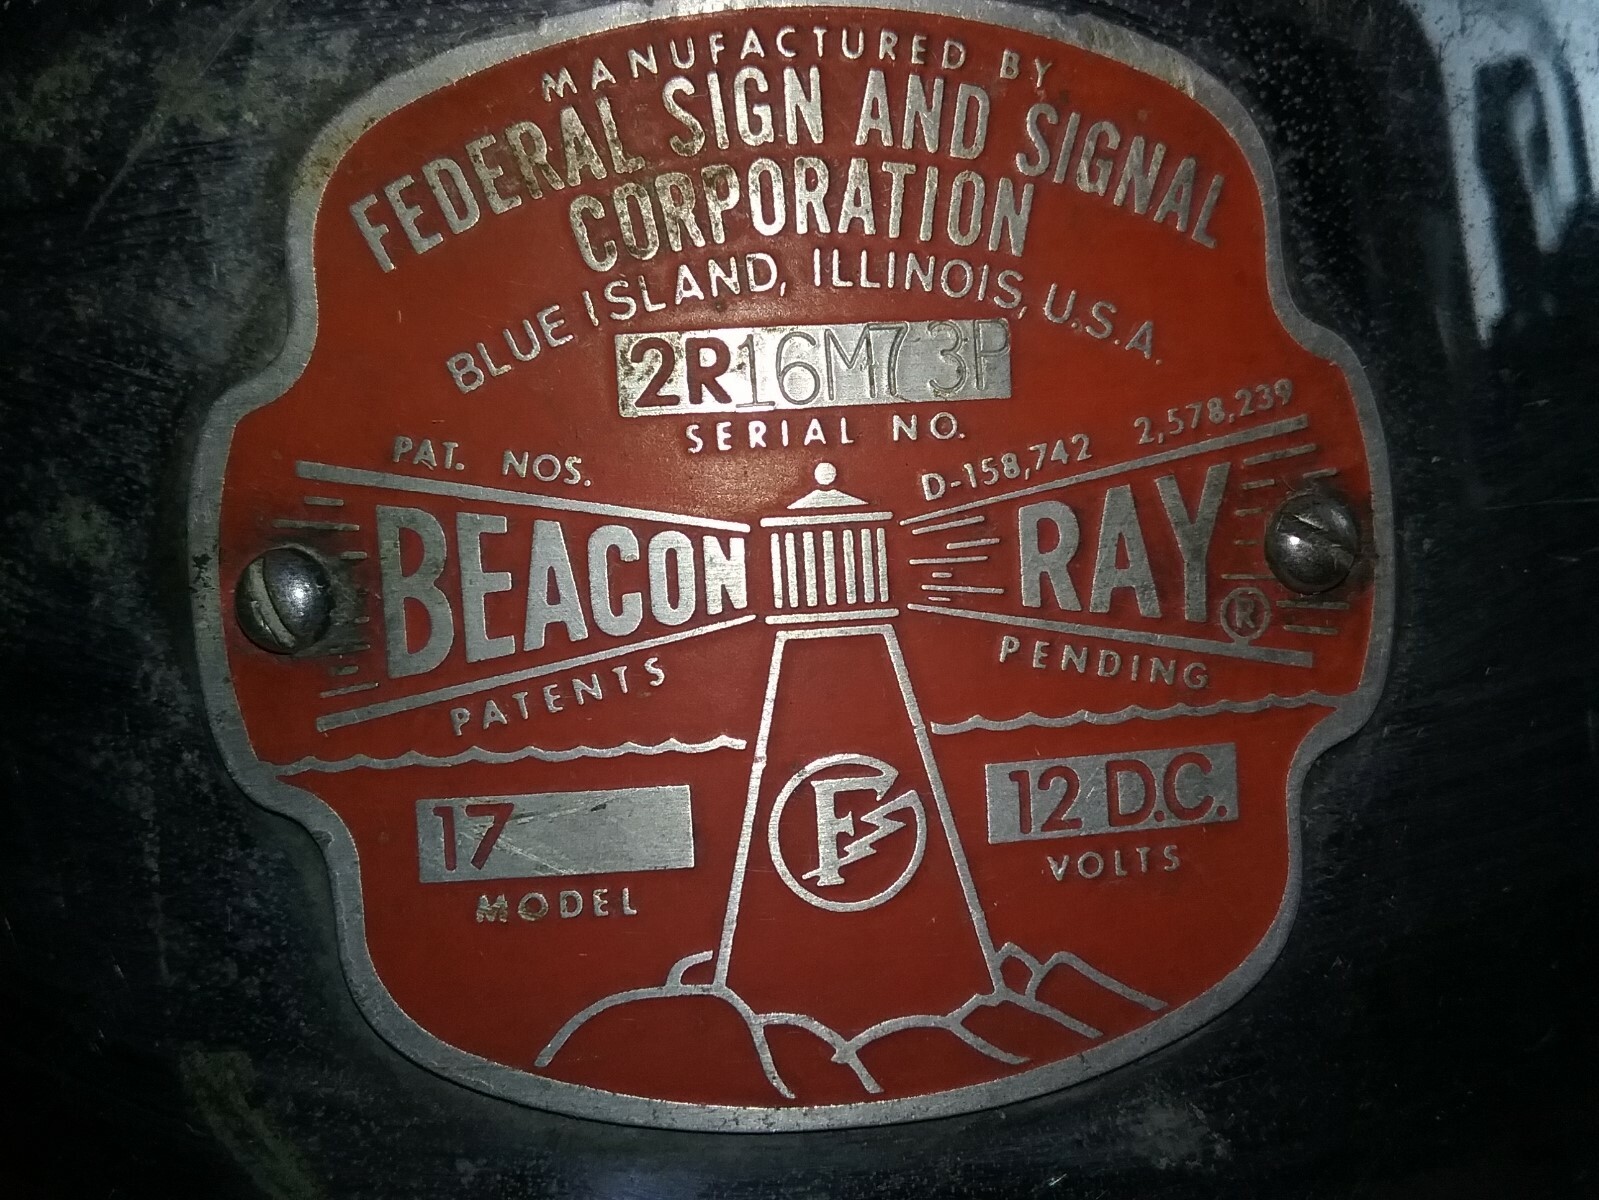 MANUFACTURED BY
FEDERAL SIGN AND SIGNAL
CORPORATION
BLUE ISLAND, ILLINOIS, U.S.A.
2R16M73P
SERIAL NO.
PAT. NOS. D-158,742 2,578,239
BEACON RAY ®
PATENTS PENDING
17
MODEL
F
12 D.C.
VOLTS